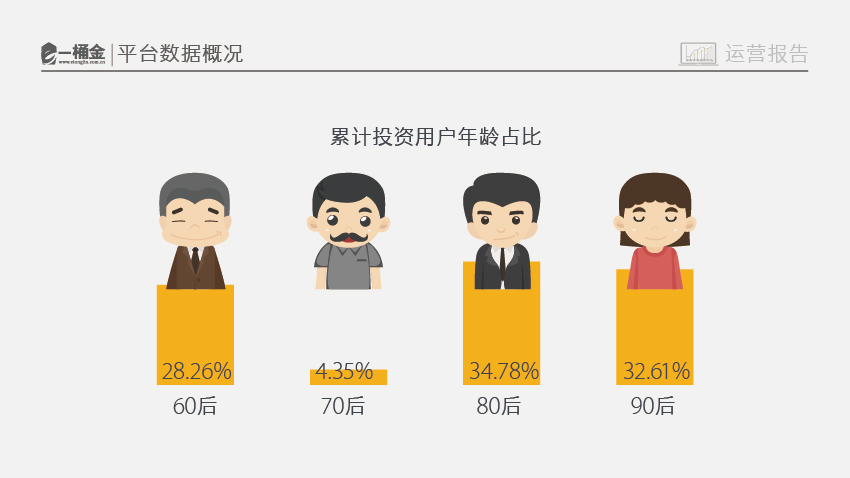 一桶金 平台数据概况
运营报告
累计投资用户年龄占比
28.26% 4.35% 34.78% 32.61%
60后 70后 80后 90后